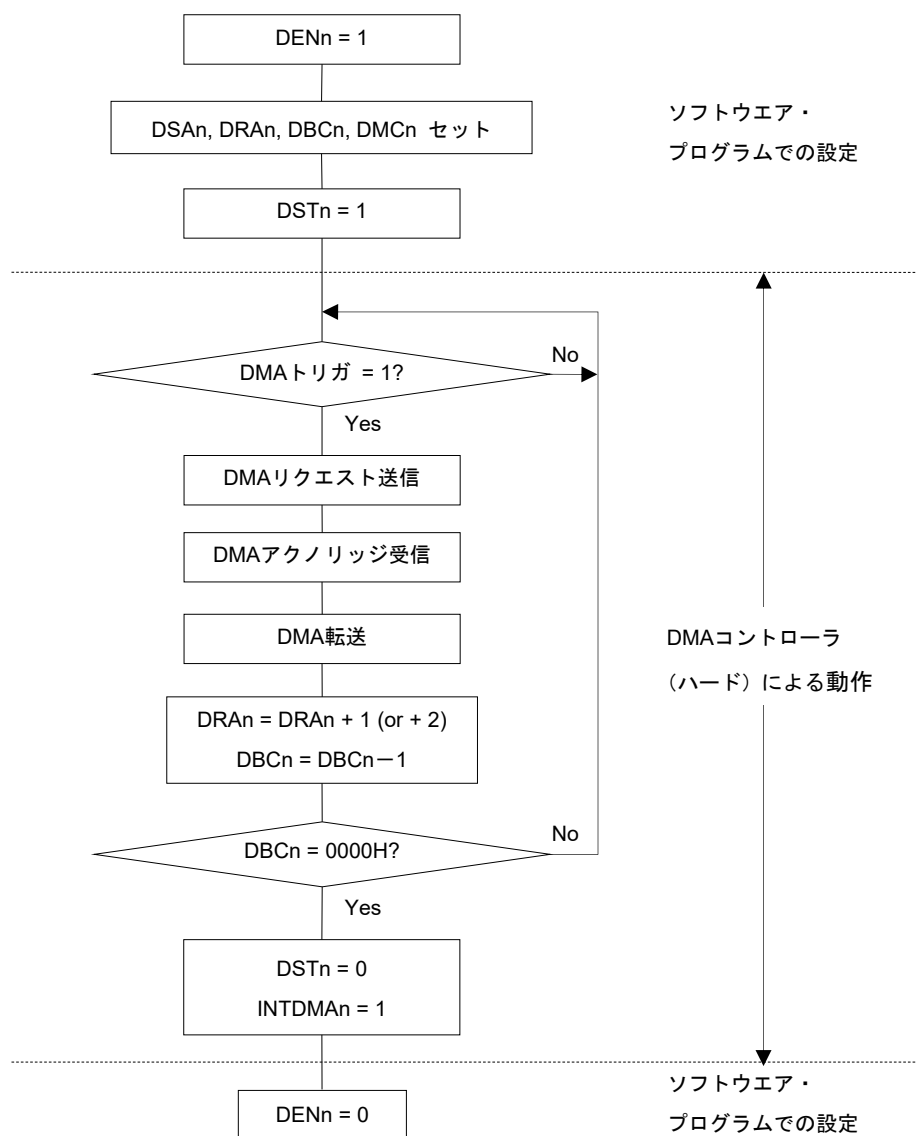 DENn = 1
DSAn, DRAn, DBCn, DMCn セット
ソフトウエア・
プログラムでの設定
DSTn = 1
DMAトリガ = 1?
No
Yes
DMAリクエスト送信
DMAアクノリッジ受信
DMA転送
DMAコントローラ
（ハード）による動作
DRAn = DRAn + 1 (or + 2)
DBCn = DBCn－1
DBCn = 0000H?
No
Yes
DSTn = 0
INTDMAn = 1
DENn = 0
ソフトウエア・
プログラムでの設定